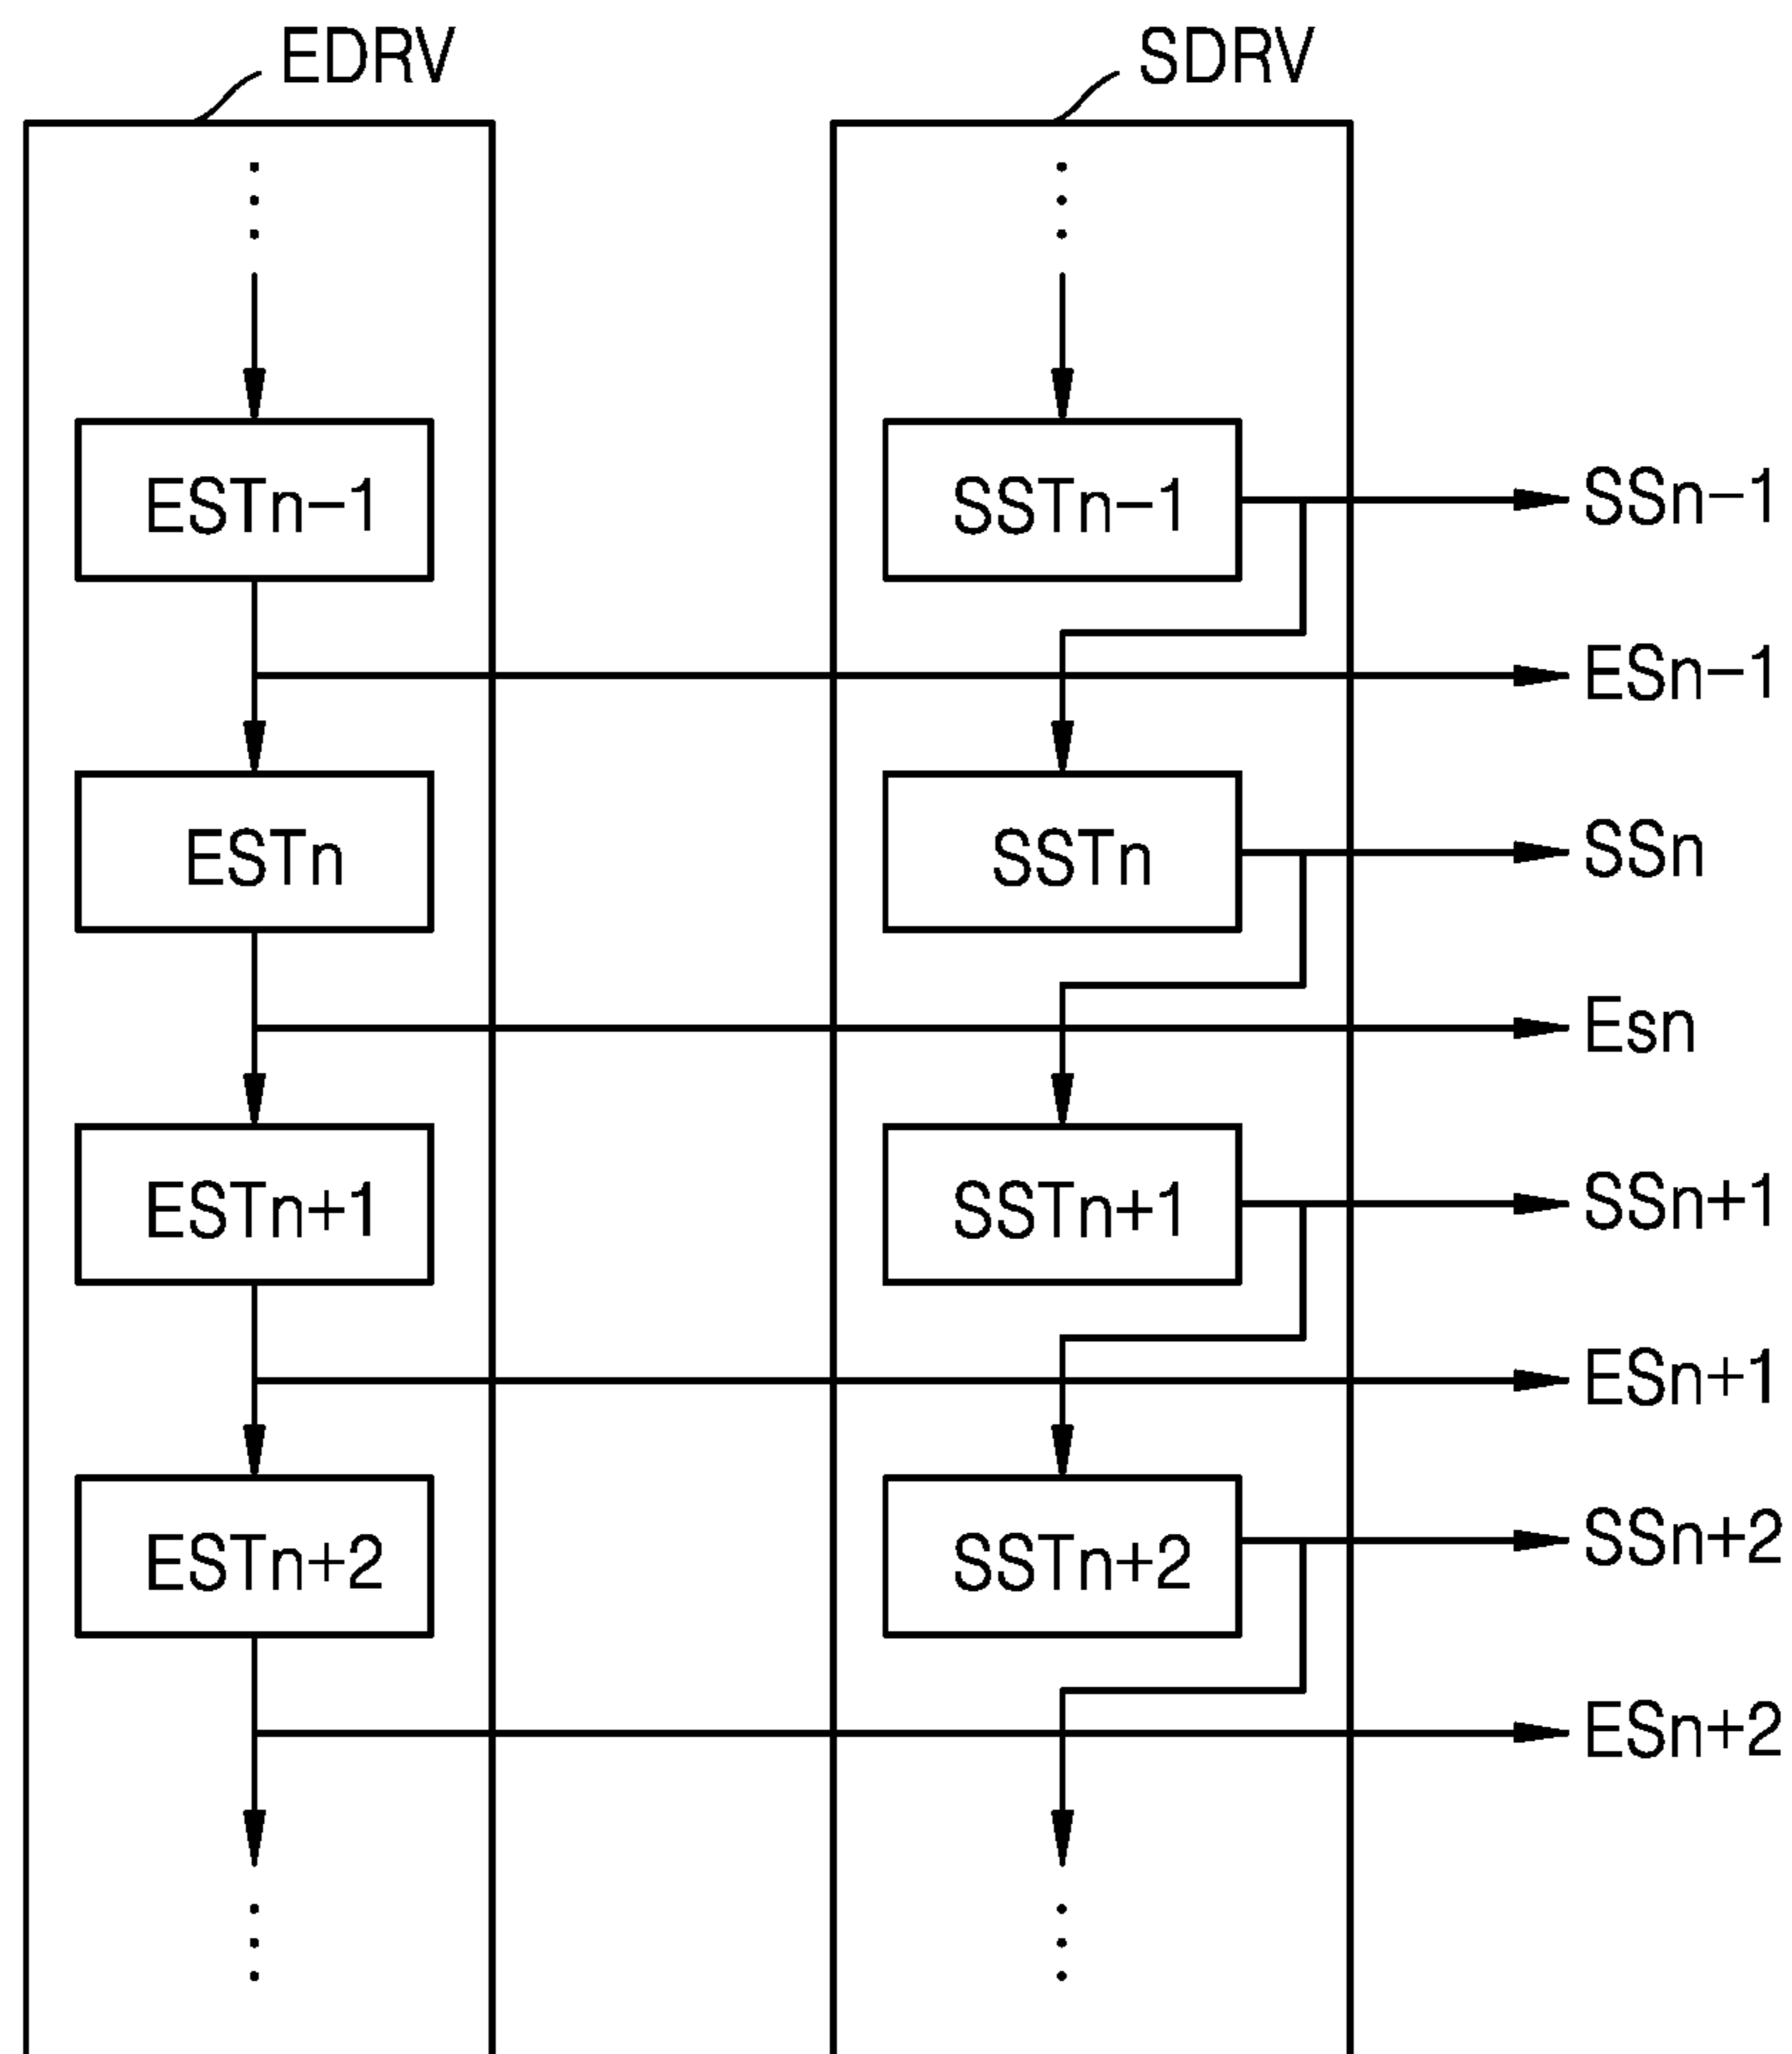 EDRV SDRV
ESTn-1 SSTn-1 SSn-1
ESn-1
ESTn SSTn SSn
Esn
ESTn+1 SSTn+1 SSn+1
ESn+1
ESTn+2 SSTn+2 SSn+2
ESn+2